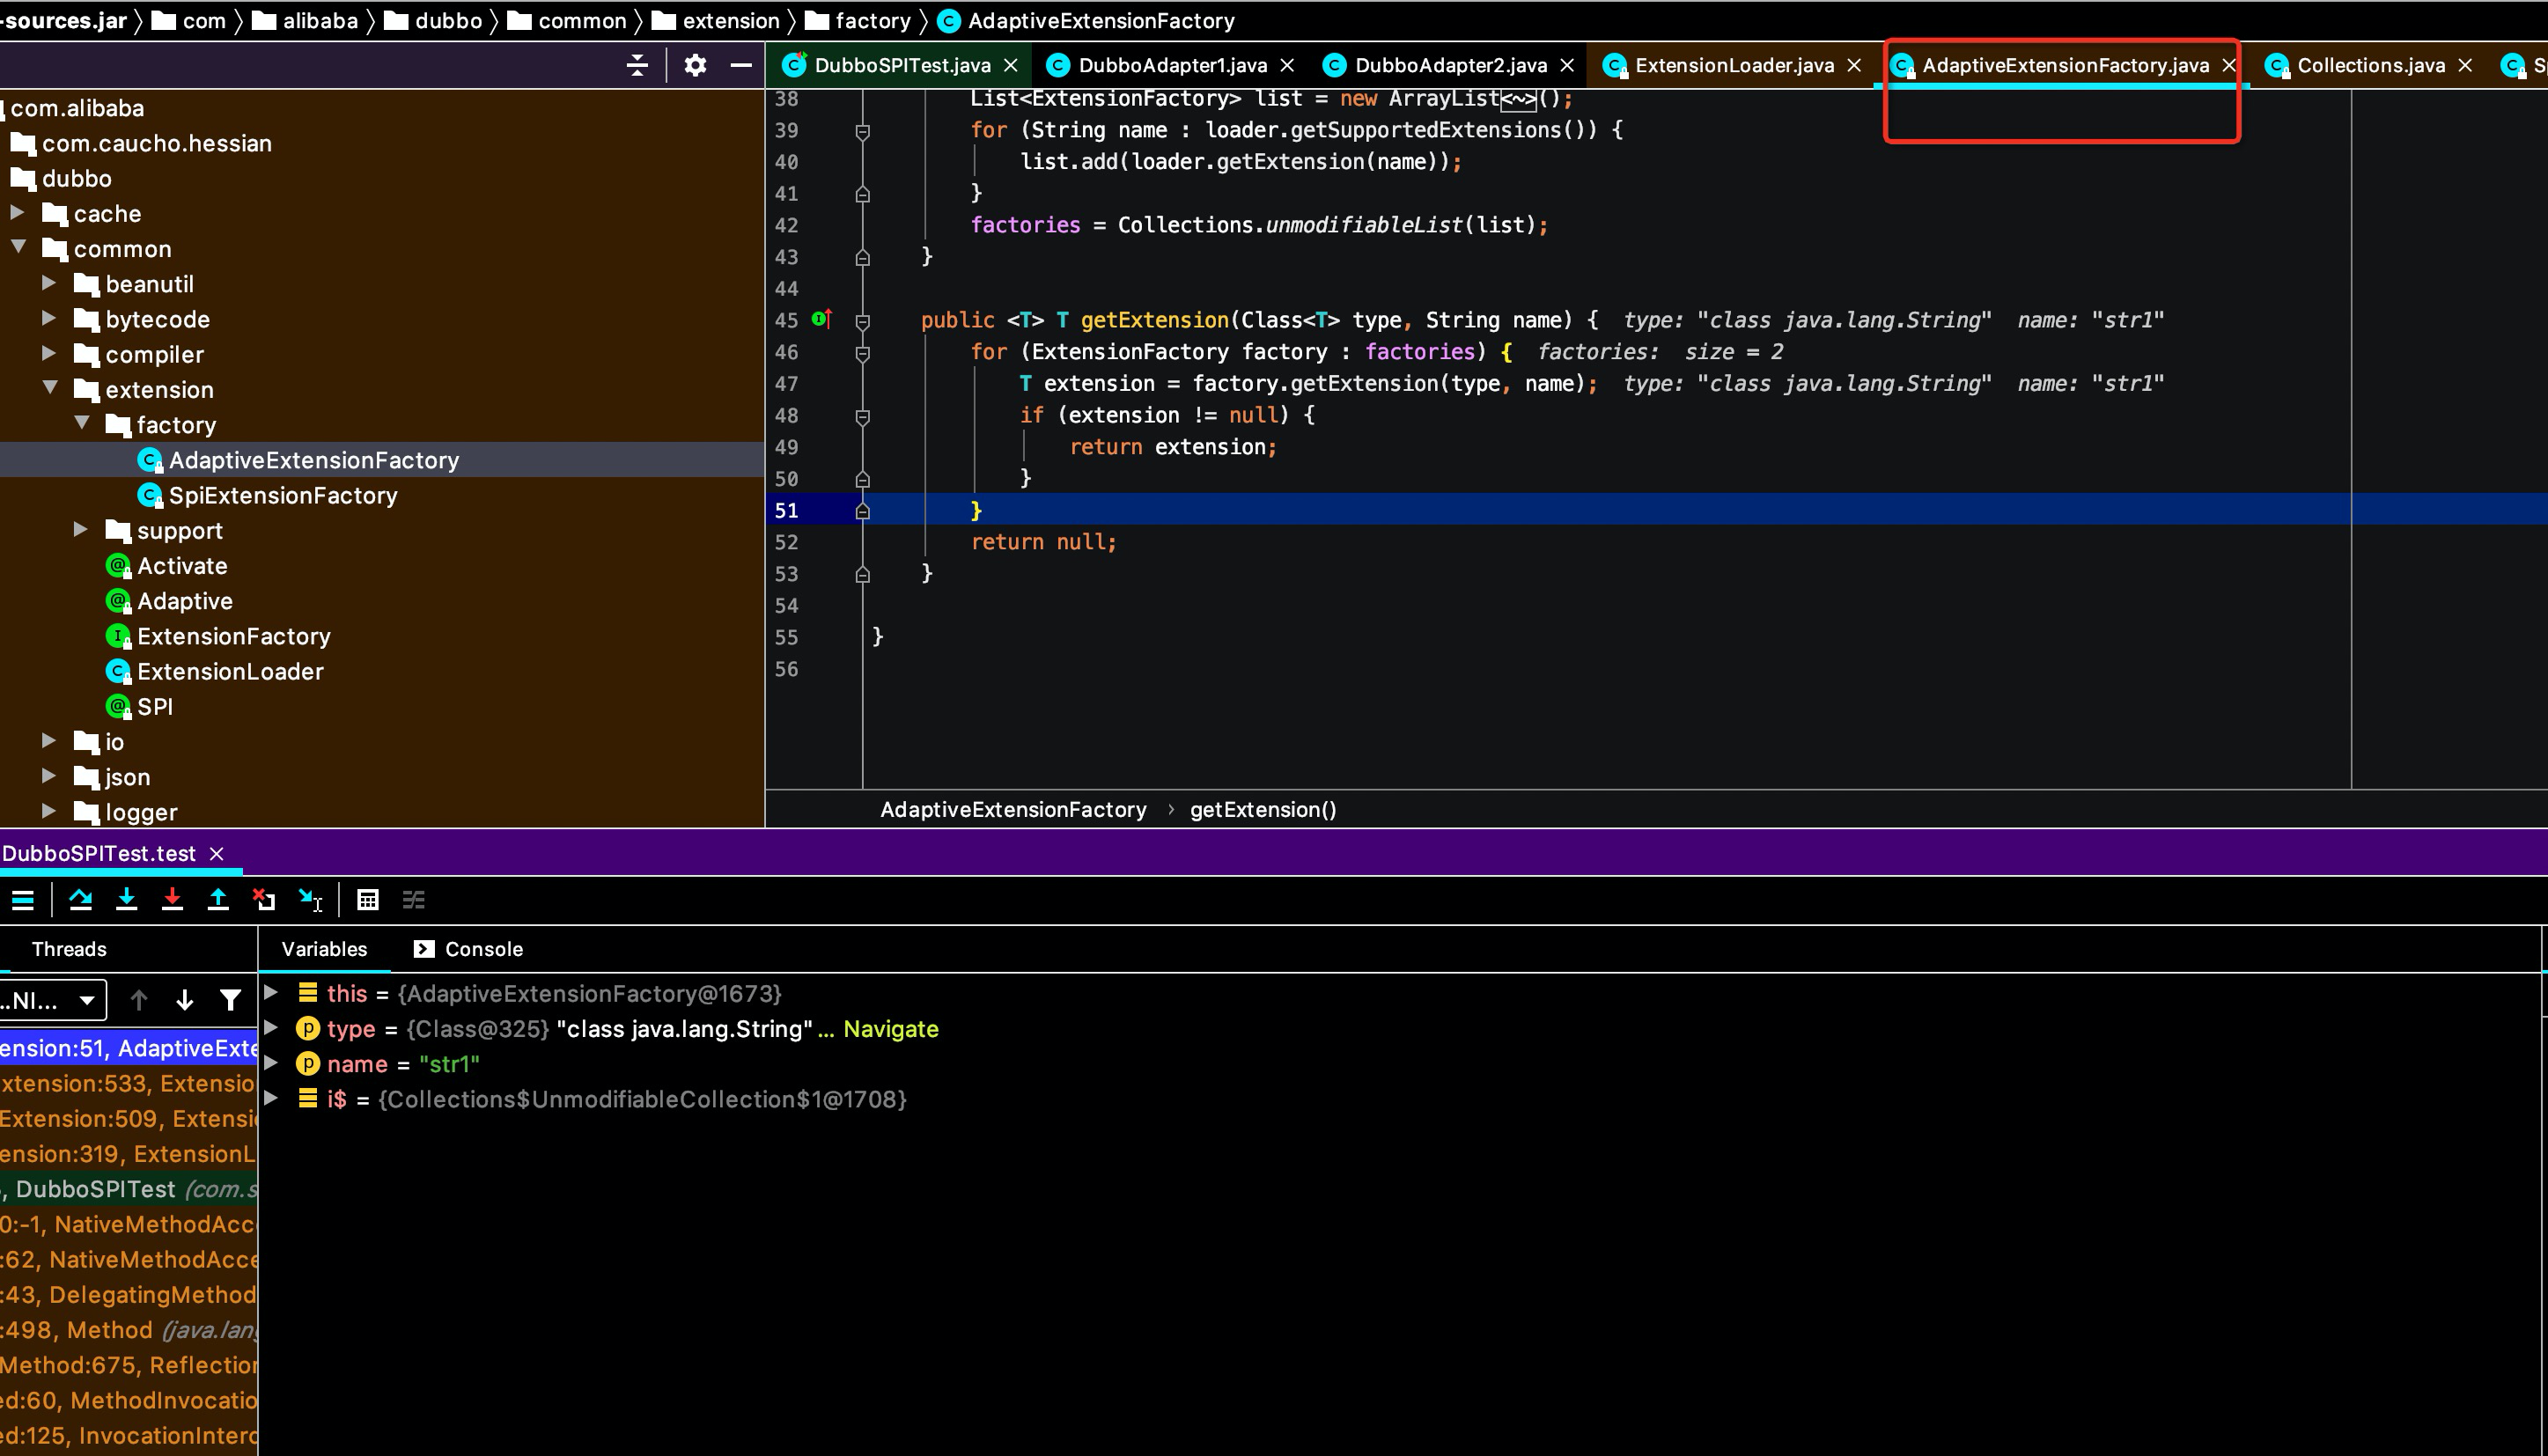 -sources.jar 〉 com 〉 alibaba 〉 dubbo 〉 common 〉 extension 〉 factory 〉 AdaptiveExtensionFactory
DubboSPITest.java DubboAdapter1.java DubboAdapter2.java ExtensionLoader.java AdaptiveExtensionFactory.java Collections.java
com.alibaba
com.caucho.hessian
dubbo
cache
common
beanutil
bytecode
compiler
extension
factory
AdaptiveExtensionFactory
SpiExtensionFactory
support
Activate
Adaptive
ExtensionFactory
ExtensionLoader
SPI
io
json
logger
38 List<ExtensionFactory> list = new ArrayList<~>();
39 for (String name : loader.getSupportedExtensions()) {
40 list.add(loader.getExtension(name));
41 }
42 factories = Collections.unmodifiableList(list);
43 }
44
45 public <T> T getExtension(Class<T> type, String name) { type: "class java.lang.String" name: "str1"
46 for (ExtensionFactory factory : factories) { factories: size = 2
47 T extension = factory.getExtension(type, name); type: "class java.lang.String" name: "str1"
48 if (extension != null) {
49 return extension;
50 }
51 }
52 return null;
53 }
54
55 }
56
AdaptiveExtensionFactory › getExtension()
DubboSPITest.test
Threads
Variables Console
..NI...
ension:51, AdaptiveExte
xtension:533, Extensio
Extension:509, Extensi
ension:319, ExtensionL
, DubboSPITest (com.s
0:-1, NativeMethodAcc
:62, NativeMethodAcce
:43, DelegatingMethod
:498, Method (java.lang
Method:675, Reflection
ed:60, MethodInvocatio
ed:125, InvocationInterc
this = {AdaptiveExtensionFactory@1673}
type = {Class@325} "class java.lang.String" ... Navigate
name = "str1"
i$ = {Collections$UnmodifiableCollection$1@1708}